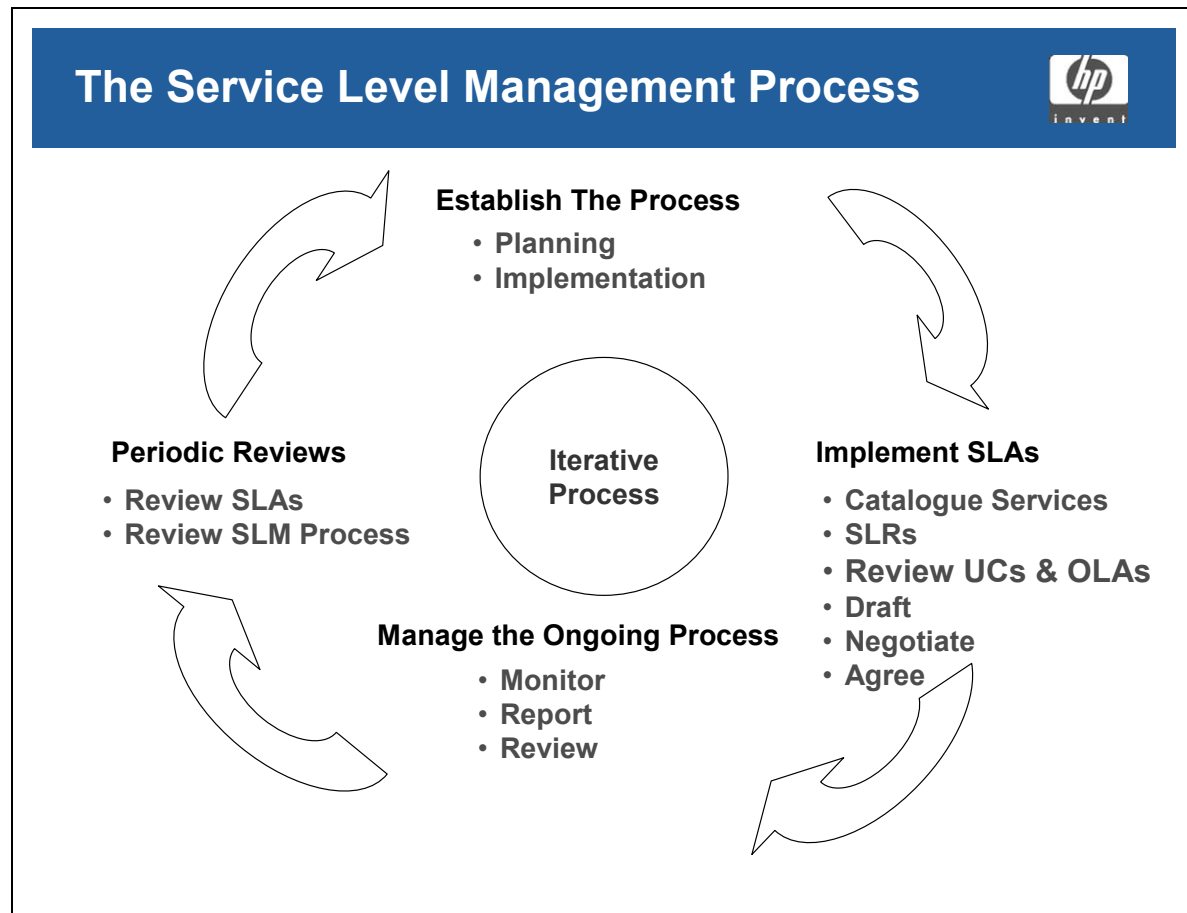 The Service Level Management Process
hp
invent
Establish The Process
• Planning
• Implementation
Iterative
Process
Implement SLAs
• Catalogue Services
• SLRs
• Review UCs & OLAs
• Draft
• Negotiate
• Agree
Manage the Ongoing Process
• Monitor
• Report
• Review
Periodic Reviews
• Review SLAs
• Review SLM Process